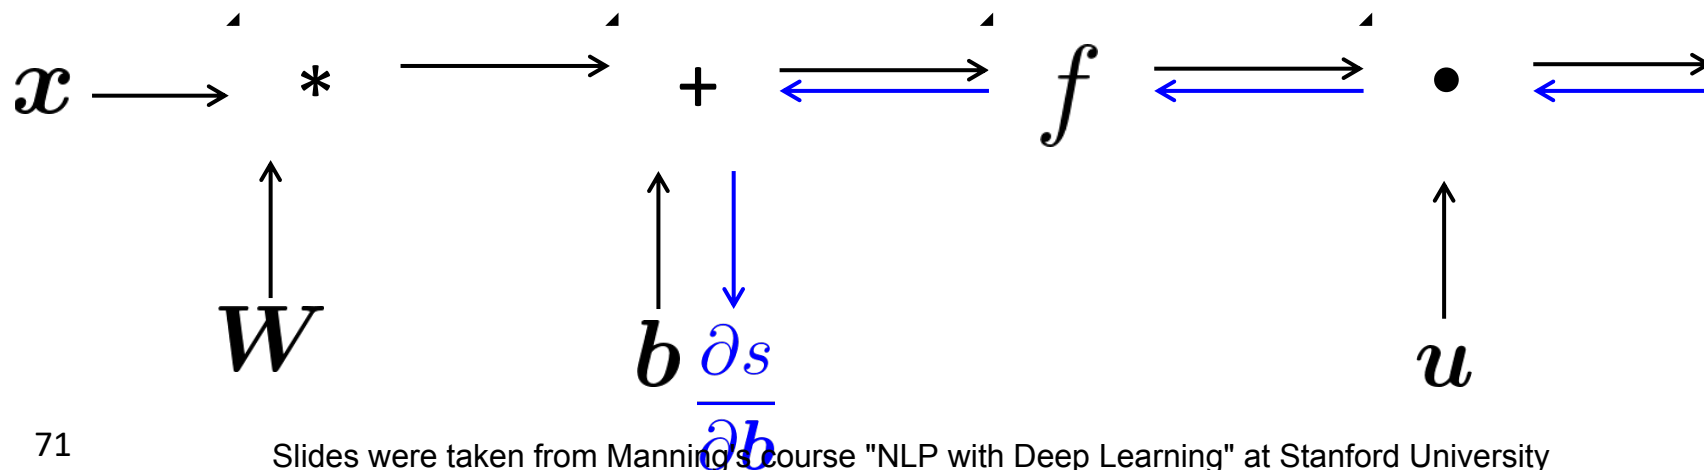 x * + f •
W b ∂s/∂b u
71 Slides were taken from Manning's course "NLP with Deep Learning" at Stanford University